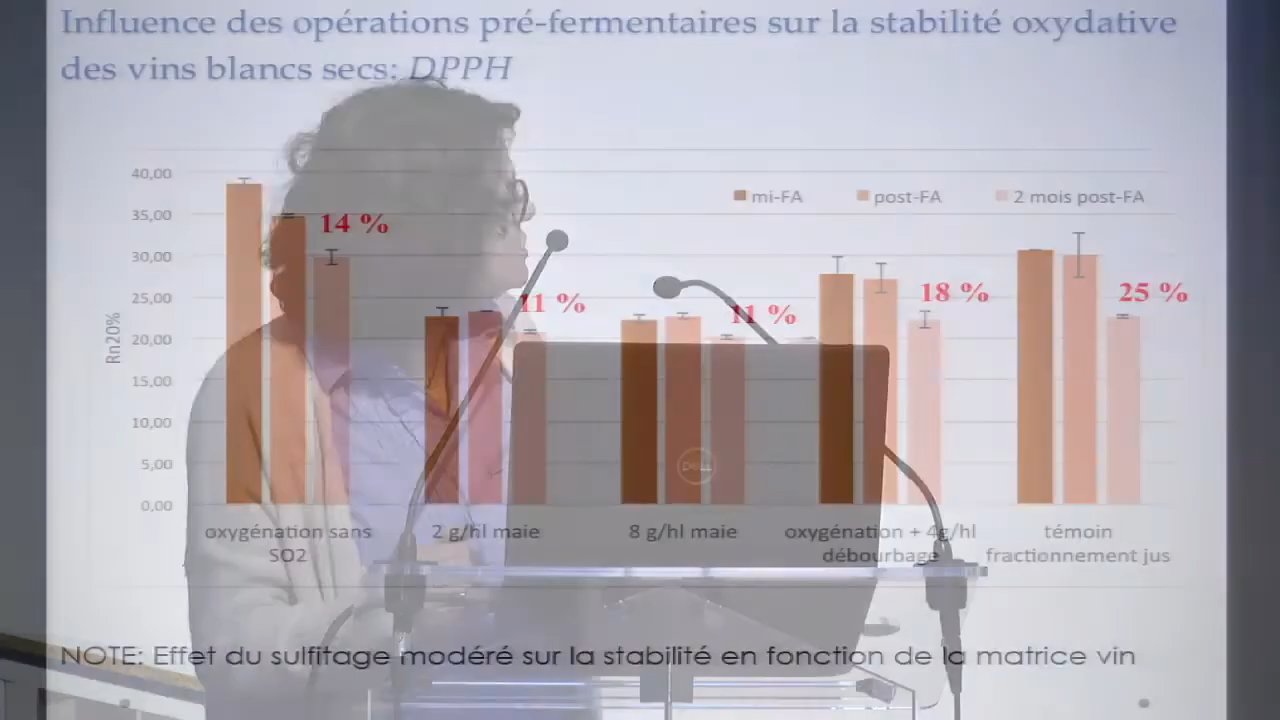 Influence des opérations pré-fermentaires sur la stabilité oxydative
des vins blancs secs: DPPH
40,00
35,00
30,00
25,00
20,00
15,00
10,00
5,00
0,00
Rn20%
mi-FA
post-FA
2 mois post-FA
14 %
11 %
11 %
18 %
25 %
oxygénation sans
SO2
2 g/hl maie
8 g/hl maie
oxygénation + 4g/hl
débourbage
témoin
fractionnement jus
DELL
NOTE: Effet du sulfitage modéré sur la stabilité en fonction de la matrice vin